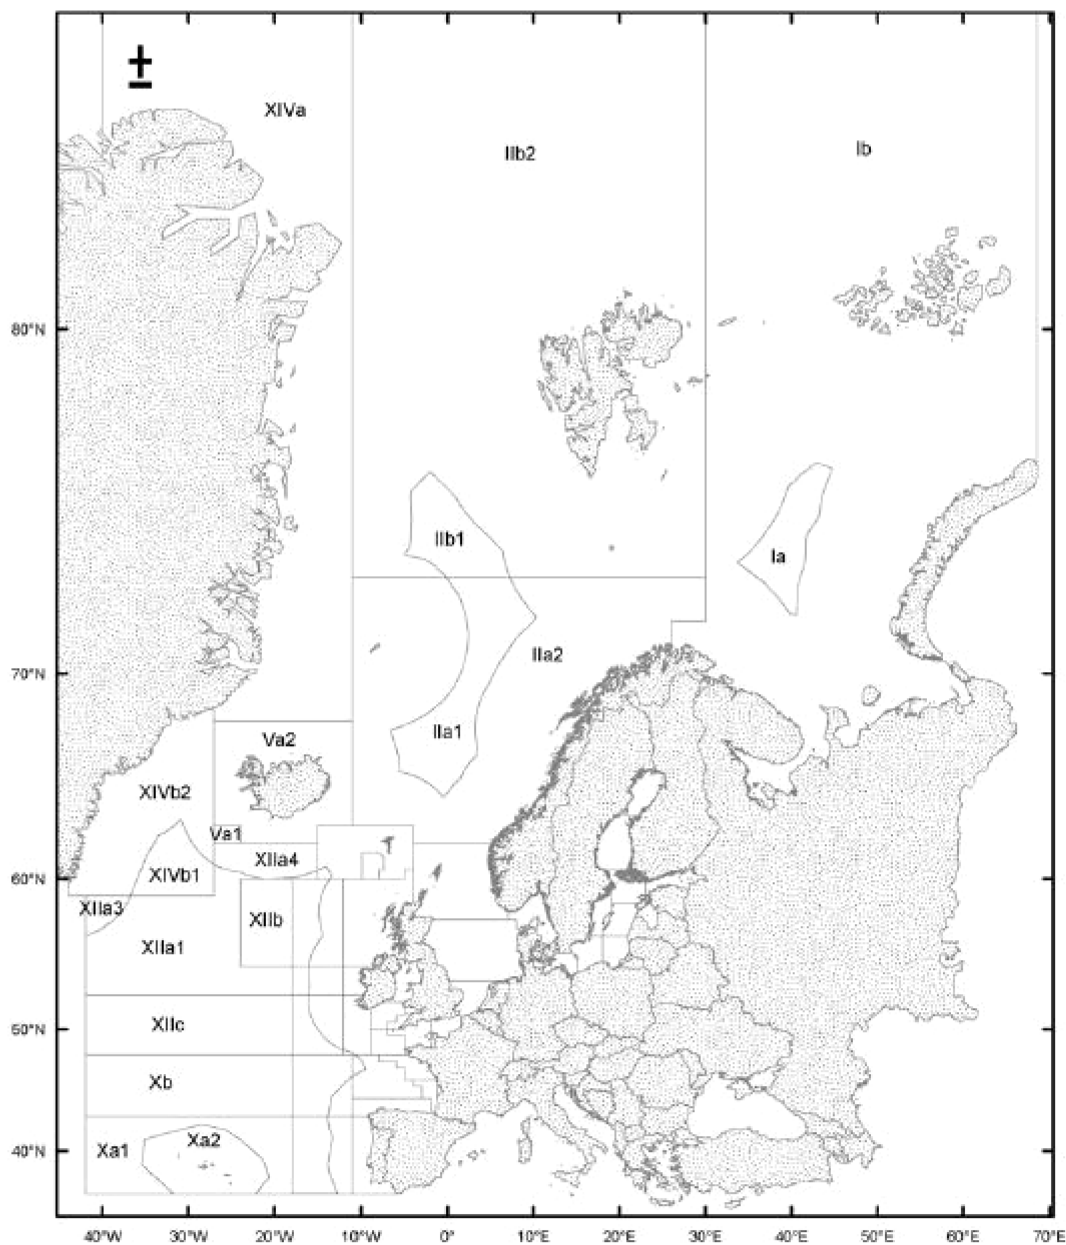 ±
XIVa
IIb2
Ib
80°N
IIb1
Ia
IIa2
70°N
IIa1
Va2
XIVb2
Va1
XIIa4
XIVb1
60°N
XIIa3
XIIb
XIIa1
XIIc
50°N
Xb
Xa1
Xa2
40°N
40°W 30°W 20°W 10°W 0° 10°E 20°E 30°E 40°E 50°E 60°E 70°E